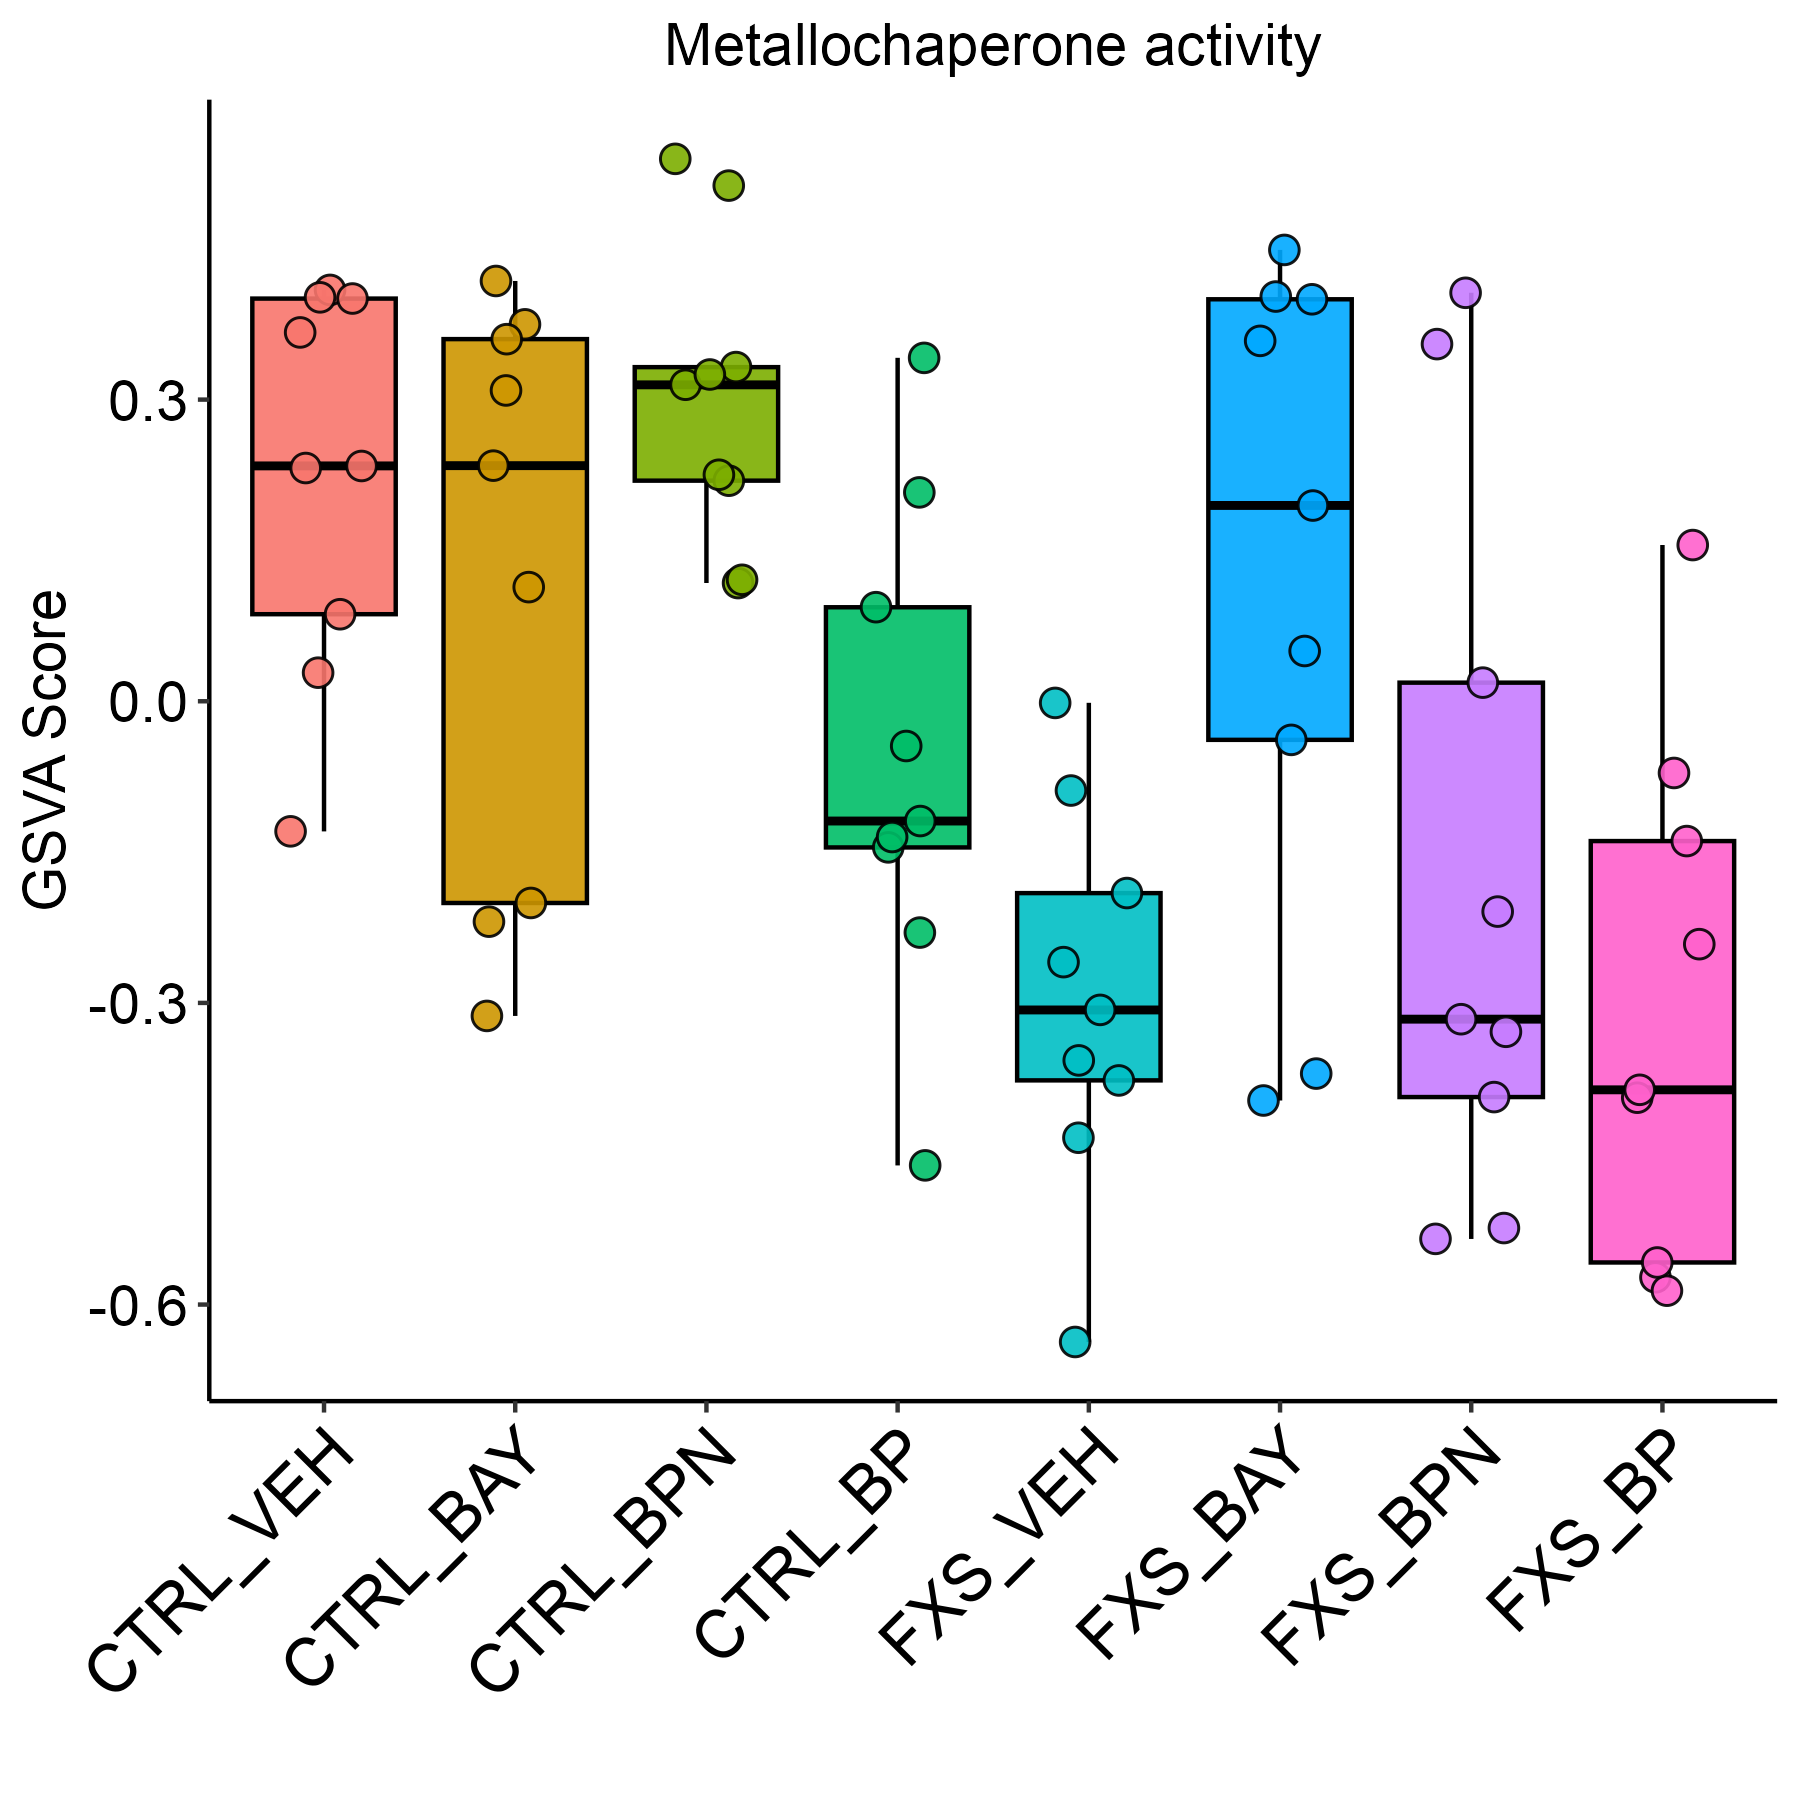 Metallochaperone activity
GSVA Score
0.3
0.0
-0.3
-0.6
CTRL_VEH
CTRL_BAY
CTRL_BPN
CTRL_BP
FXS_VEH
FXS_BAY
FXS_BPN
FXS_BP